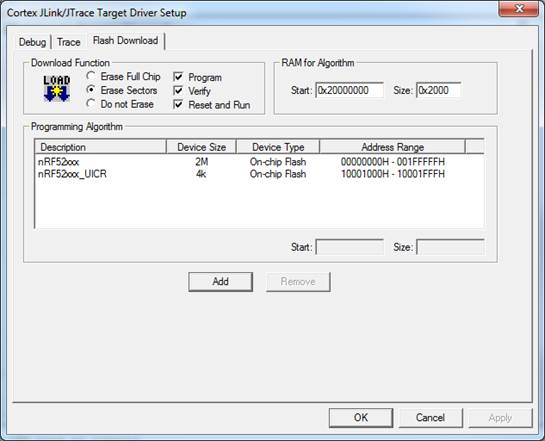 Cortex JLink/JTrace Target Driver Setup
Debug Trace Flash Download
Download Function
LOAD
Erase Full Chip
Erase Sectors
Do not Erase
Program
Verify
Reset and Run
RAM for Algorithm
Start: 0x20000000 Size: 0x2000
Programming Algorithm
Description Device Size Device Type Address Range
nRF52xxx 2M On-chip Flash 00000000H - 001FFFFFH
nRF52xxx_UICR 4k On-chip Flash 10001000H - 10001FFFH
Start: Size:
Add Remove
OK Cancel Apply